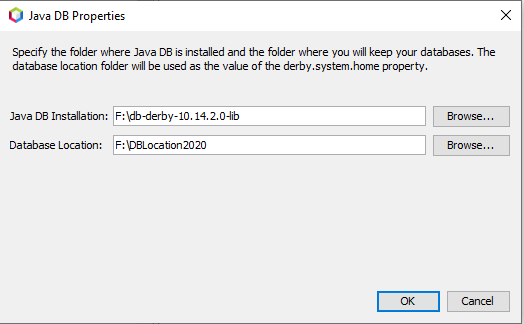 Java DB Properties
Specify the folder where Java DB is installed and the folder where you will keep your databases. The
database location folder will be used as the value of the derby.system.home property.
Java DB Installation: F:\db-derby-10.14.2.0-lib Browse...
Database Location: F:\DBLocation2020 Browse...
OK Cancel